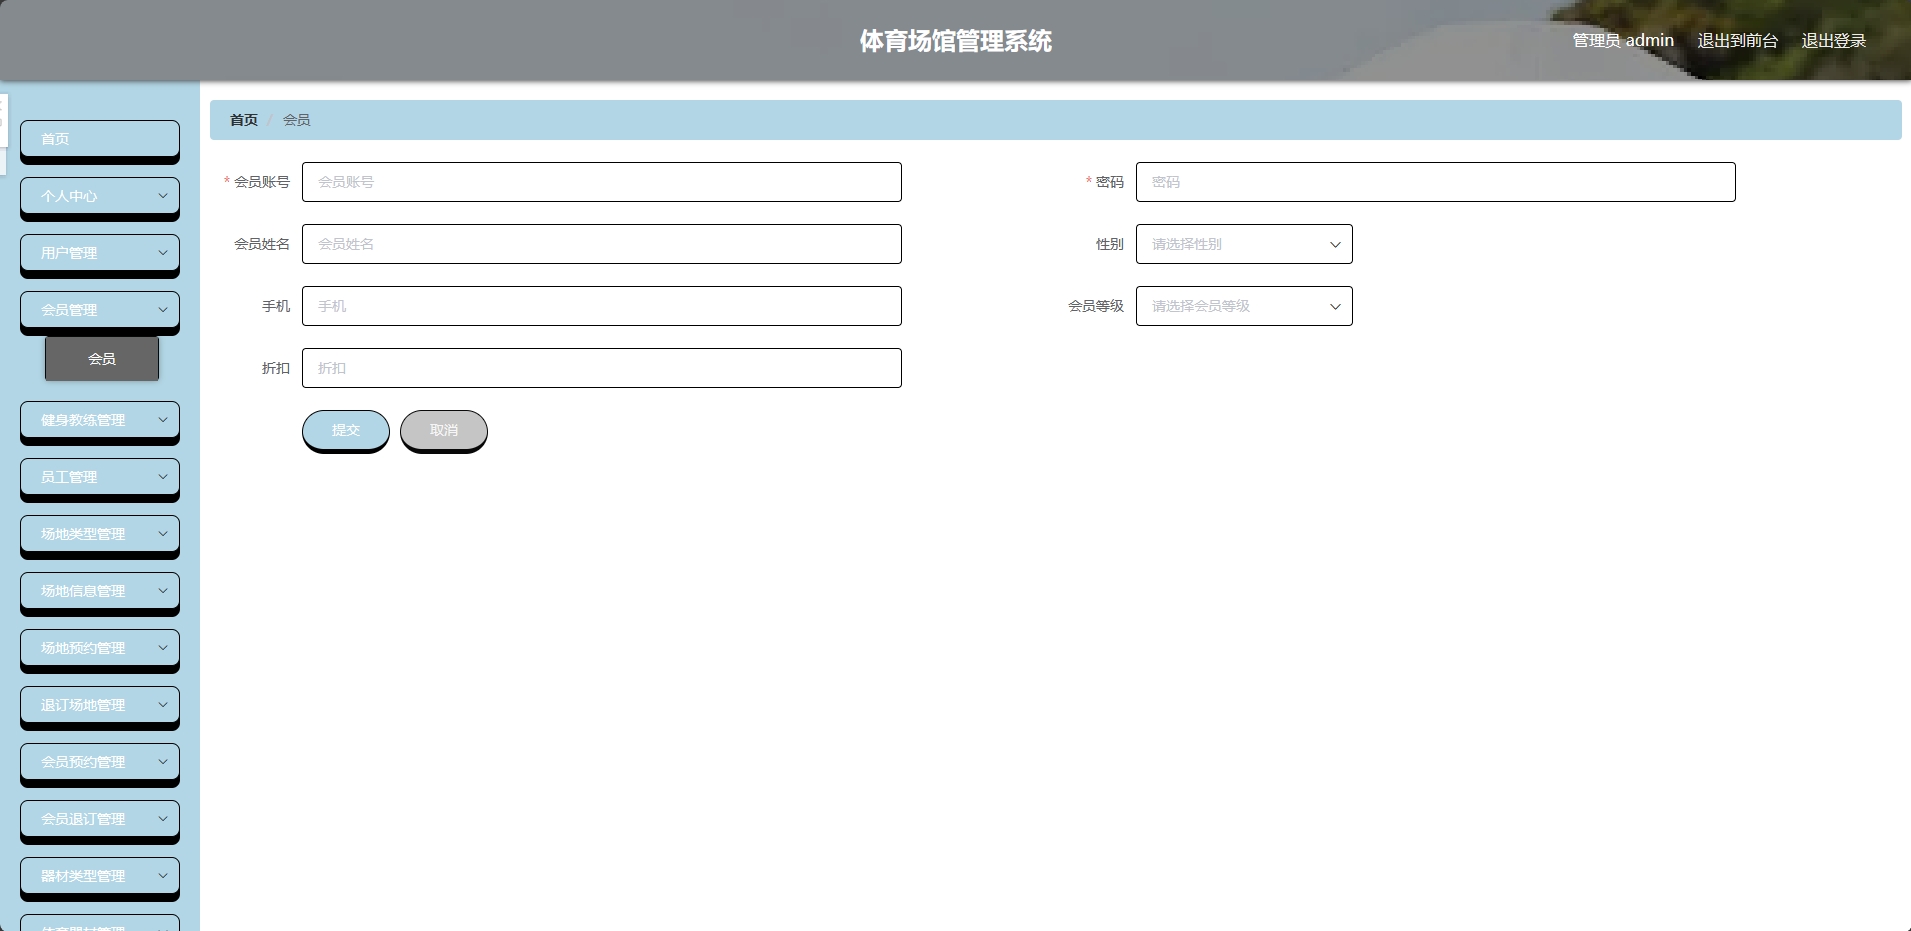 体育场馆管理系统
管理员 admin 退出到前台 退出登录
首页 / 会员
首页
个人中心
用户管理
会员管理
会员
健身教练管理
员工管理
场地类型管理
场地信息管理
场地预约管理
退订场地管理
会员预约管理
会员退订管理
器材类型管理
* 会员账号 会员账号
* 密码 密码
会员姓名 会员姓名
性别 请选择性别
手机 手机
会员等级 请选择会员等级
折扣 折扣
提交 取消